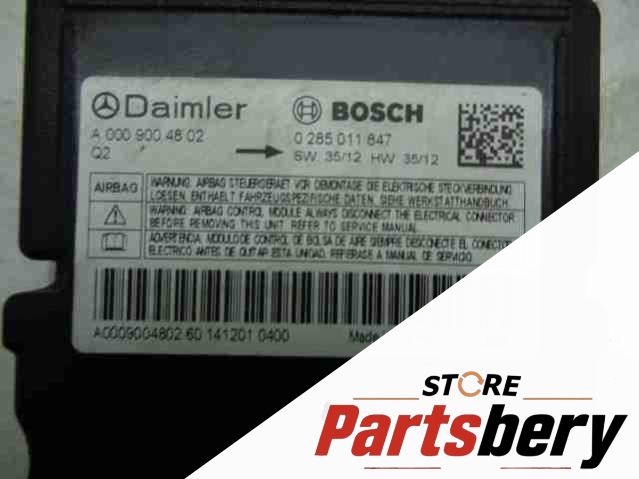 Daimler BOSCH
A 000 900 48 02 0 285 011 847
Q2 SW 35/12 HW 35/12
AIRBAG WARNUNG: AIRBAG STEUERGERAET VOR DEMONTAGE DIE ELEKTRISCHE STECKVERBINDUNG
LOESEN. ENTHAELT FAHRZEUGSPEZIFISCHE DATEN. SIEHE WERKSTATTHANDBUCH.
WARNING: AIRBAG CONTROL MODULE ALWAYS DISCONNECT THE ELECTRICAL CONNECTOR
BEFORE REMOVING THIS UNIT. REFER TO SERVICE MANUAL.
ADVERTENCIA, MODULO DE CONTROL DE BOLSA DE AIRE SIEMPRE DESCONECTE EL CONECTOR
ELECTRICO ANTES DE QUITAR ESTA UNIDAD, REFIERASE A MANUAL DE SERVICIO.
A0009004802 60 141201 0400 Made
STORE
Partsbery